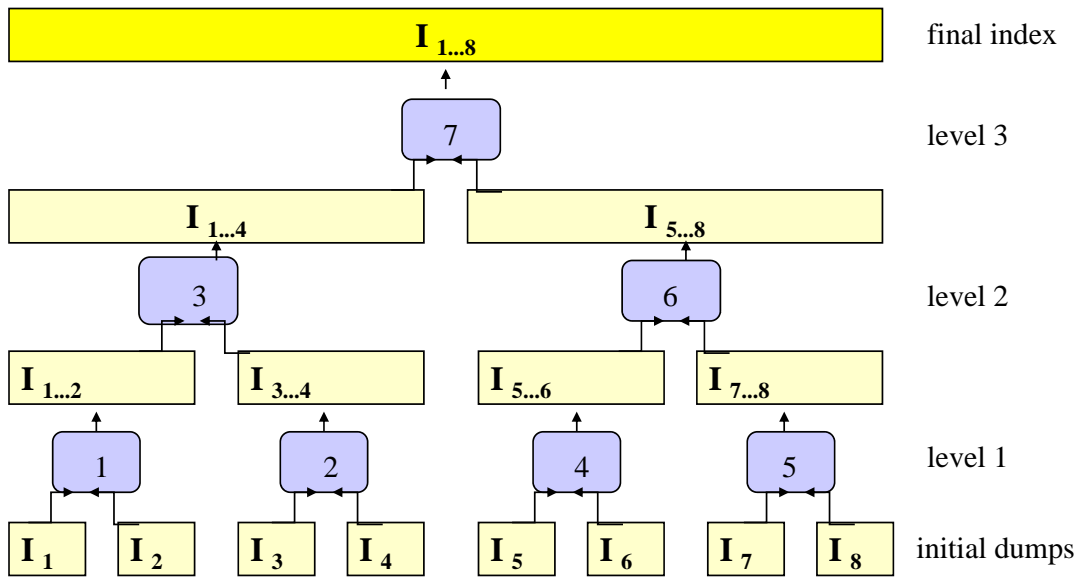 I 1...8 final index
7 level 3
I 1...4 I 5...8
3 6 level 2
I 1...2 I 3...4 I 5...6 I 7...8
1 2 4 5 level 1
I 1 I 2 I 3 I 4 I 5 I 6 I 7 I 8 initial dumps